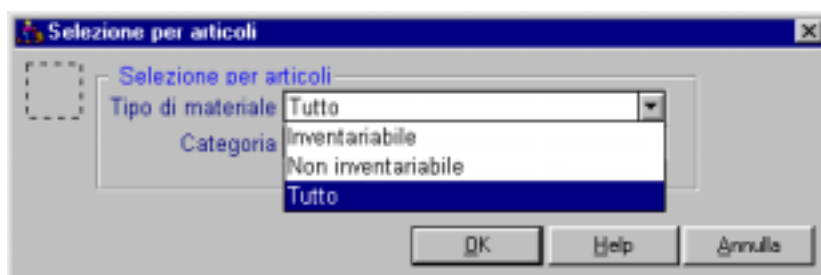 Selezione per articoli
Selezione per articoli
Tipo di materiale Tutto
Categoria
Inventariabile
Non inventariabile
Tutto
OK Help Annulla